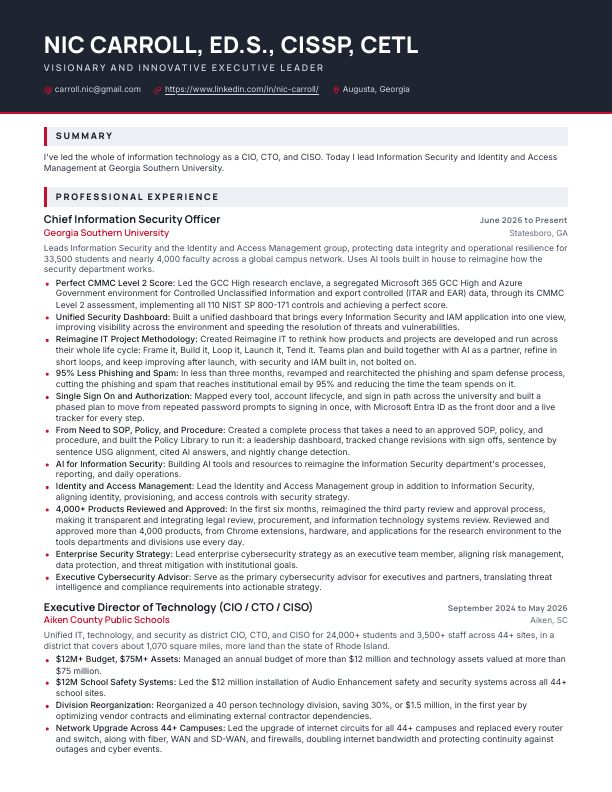 NIC CARROLL, ED.S., CISSP, CETL
VISIONARY AND INNOVATIVE EXECUTIVE LEADER
carroll.nic@gmail.com https://www.linkedin.com/in/nic-carroll/ Augusta, Georgia
SUMMARY
I've led the whole of information technology as a CIO, CTO, and CISO. Today I lead Information Security and Identity and Access
Management at Georgia Southern University.
PROFESSIONAL EXPERIENCE
Chief Information Security Officer June 2026 to Present
Georgia Southern University Statesboro, GA
Leads Information Security and the Identity and Access Management group, protecting data integrity and operational resilience for
33,500 students and nearly 4,000 faculty across a global campus network. Uses AI tools built in house to reimagine how the
security department works.
• Perfect CMMC Level 2 Score: Led the GCC High research enclave, a segregated Microsoft 365 GCC High and Azure
Government environment for Controlled Unclassified Information and export controlled (ITAR and EAR) data, through its CMMC
Level 2 assessment, implementing all 110 NIST SP 800-171 controls and achieving a perfect score.
• Unified Security Dashboard: Built a unified dashboard that brings every Information Security and IAM application into one view,
improving visibility across the environment and speeding the resolution of threats and vulnerabilities.
• Reimagine IT Project Methodology: Created Reimagine IT to rethink how products and projects are developed and run across
their whole life cycle: Frame it, Build it, Loop it, Launch it, Tend it. Teams plan and build together with AI as a partner, refine in
short loops, and keep improving after launch, with security and IAM built in, not bolted on.
• 95% Less Phishing and Spam: In less than three months, revamped and rearchitected the phishing and spam defense process,
cutting the phishing and spam that reaches institutional email by 95% and reducing the time the team spends on it.
• Single Sign On and Authorization: Mapped every tool, account lifecycle, and sign in path across the university and built a
phased plan to move from repeated password prompts to signing in once, with Microsoft Entra ID as the front door and a live
tracker for every step.
• From Need to SOP, Policy, and Procedure: Created a complete process that takes a need to an approved SOP, policy, and
procedure, and built the Policy Library to run it: a leadership dashboard, tracked change revisions with sign offs, sentence by
sentence USG alignment, cited AI answers, and nightly change detection.
• AI for Information Security: Building AI tools and resources to reimagine the Information Security department's processes,
reporting, and daily operations.
• Identity and Access Management: Lead the Identity and Access Management group in addition to Information Security,
aligning identity, provisioning, and access controls with security strategy.
• 4,000+ Products Reviewed and Approved: In the first six months, reimagined the third party review and approval process,
making it transparent and integrating legal review, procurement, and information technology systems review. Reviewed and
approved more than 4,000 products, from Chrome extensions, hardware, and applications for the research environment to the
tools departments and divisions use every day.
• Enterprise Security Strategy: Lead enterprise cybersecurity strategy as an executive team member, aligning risk management,
data protection, and threat mitigation with institutional goals.
• Executive Cybersecurity Advisor: Serve as the primary cybersecurity advisor for executives and partners, translating threat
intelligence and compliance requirements into actionable strategy.
Executive Director of Technology (CIO / CTO / CISO) September 2024 to May 2026
Aiken County Public Schools Aiken, SC
Unified IT, technology, and security as district CIO, CTO, and CISO for 24,000+ students and 3,500+ staff across 44+ sites, in a
district that covers about 1,070 square miles, more land than the state of Rhode Island.
• $12M+ Budget, $75M+ Assets: Managed an annual budget of more than $12 million and technology assets valued at more than
$75 million.
• $12M School Safety Systems: Led the $12 million installation of Audio Enhancement safety and security systems across all 44+
school sites.
• Division Reorganization: Reorganized a 40 person technology division, saving 30%, or $1.5 million, in the first year by
optimizing vendor contracts and eliminating external contractor dependencies.
• Network Upgrade Across 44+ Campuses: Led the upgrade of internet circuits for all 44+ campuses and replaced every router
and switch, along with fiber, WAN and SD-WAN, and firewalls, doubling internet bandwidth and protecting continuity against
outages and cyber events.